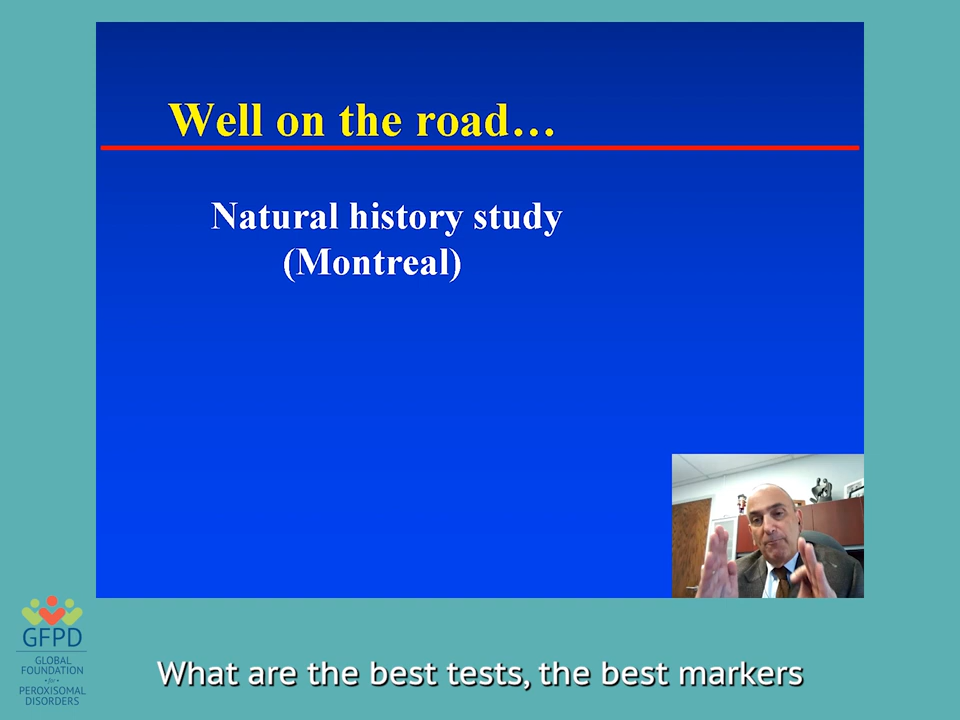 Well on the road…
Natural history study
(Montreal)
GFPD
GLOBAL
FOUNDATION
for
PEROXISOMAL
DISORDERS
What are the best tests, the best markers